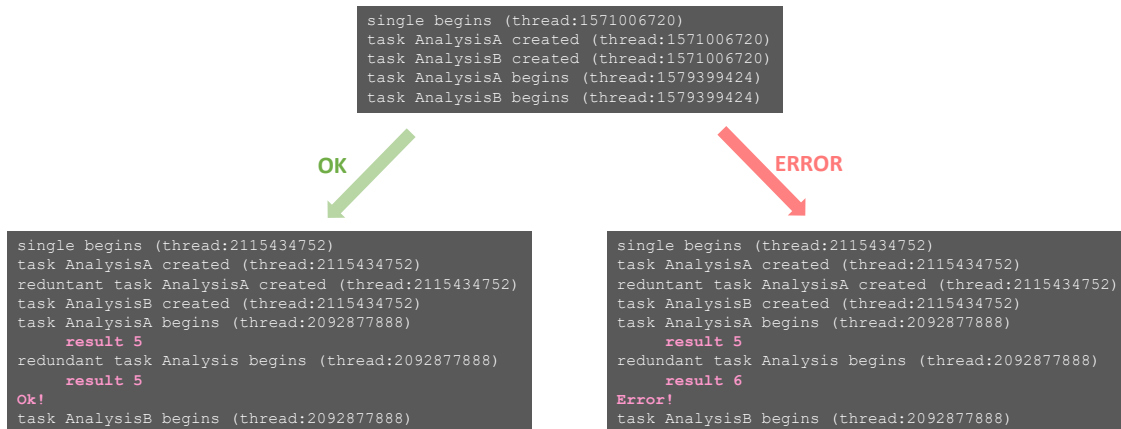 single begins (thread:1571006720)
task AnalysisA created (thread:1571006720)
task AnalysisB created (thread:1571006720)
task AnalysisA begins (thread:1579399424)
task AnalysisB begins (thread:1579399424)
OK
ERROR
single begins (thread:2115434752)
task AnalysisA created (thread:2115434752)
reduntant task AnalysisA created (thread:2115434752)
task AnalysisB created (thread:2115434752)
task AnalysisA begins (thread:2092877888)
result 5
redundant task Analysis begins (thread:2092877888)
result 5
Ok!
task AnalysisB begins (thread:2092877888)
single begins (thread:2115434752)
task AnalysisA created (thread:2115434752)
reduntant task AnalysisA created (thread:2115434752)
task AnalysisB created (thread:2115434752)
task AnalysisA begins (thread:2092877888)
result 5
redundant task Analysis begins (thread:2092877888)
result 6
Error!
task AnalysisB begins (thread:2092877888)